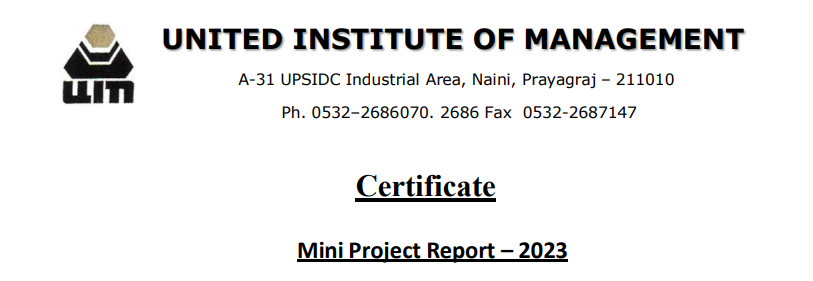 UNITED INSTITUTE OF MANAGEMENT
A-31 UPSIDC Industrial Area, Naini, Prayagraj – 211010
Ph. 0532–2686070. 2686 Fax  0532-2687147
UIM
Certificate
Mini Project Report – 2023